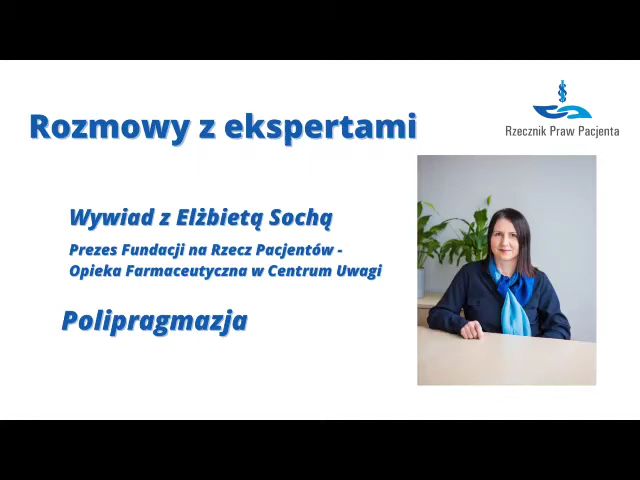 Rozmowy z ekspertami
Rzecznik Praw Pacjenta
Wywiad z Elżbietą Sochą
Prezes Fundacji na Rzecz Pacjentów -
Opieka Farmaceutyczna w Centrum Uwagi
Polipragmazja